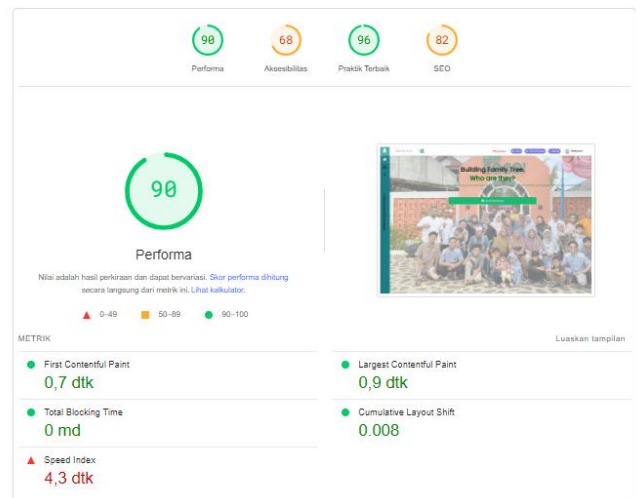 90
68
96
82
Performa
Aksesibilitas
Praktik Terbaik
SEO
90
Performa
Nilai adalah hasil perkiraan dan dapat bervariasi. Skor performa dihitung
secara langsung dari metrik ini. Lihat kalkulator.
0–49
50–89
90–100
Building Family Tree.
Who are they?
METRIK
Luaskan tampilan
First Contentful Paint
0,7 dtk
Largest Contentful Paint
0,9 dtk
Total Blocking Time
0 md
Cumulative Layout Shift
0.008
Speed Index
4,3 dtk